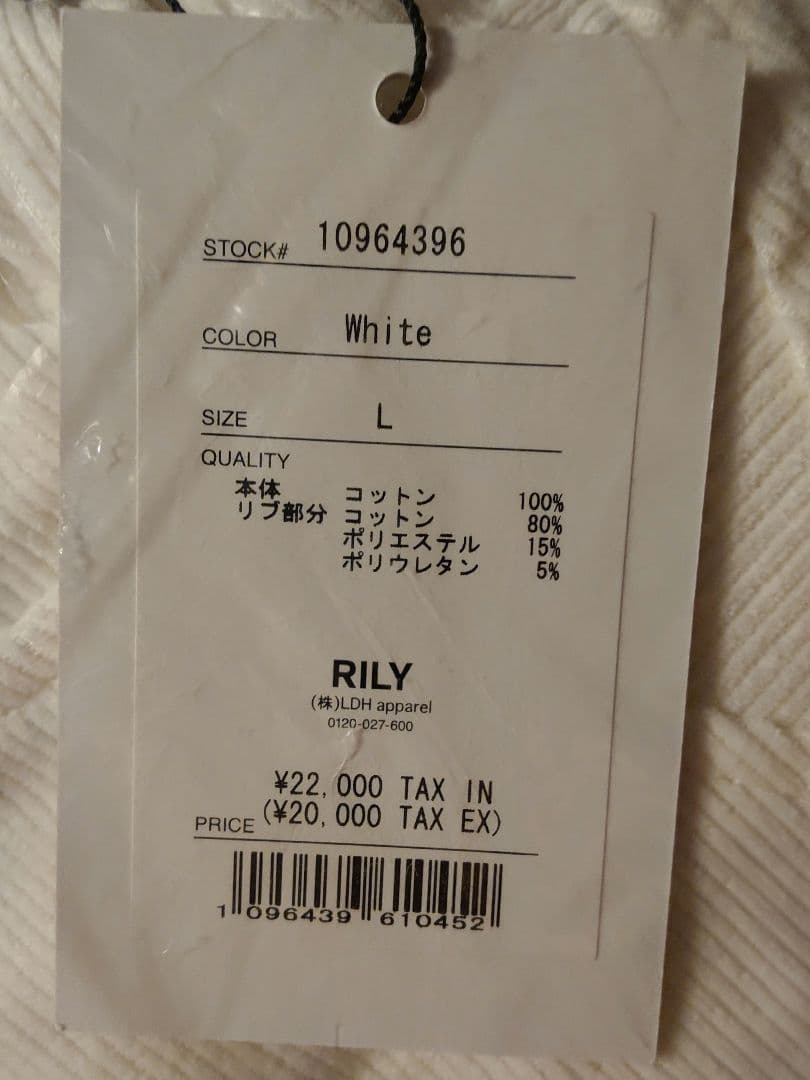 STOCK# 10964396
COLOR White
SIZE L
QUALITY
本体 コットン 100%
リブ部分 コットン 80%
ポリエステル 15%
ポリウレタン 5%
RILY
(株)LDH apparel
0120-027-600
¥22,000 TAX IN
PRICE (¥20,000 TAX EX)
1 096439 610452